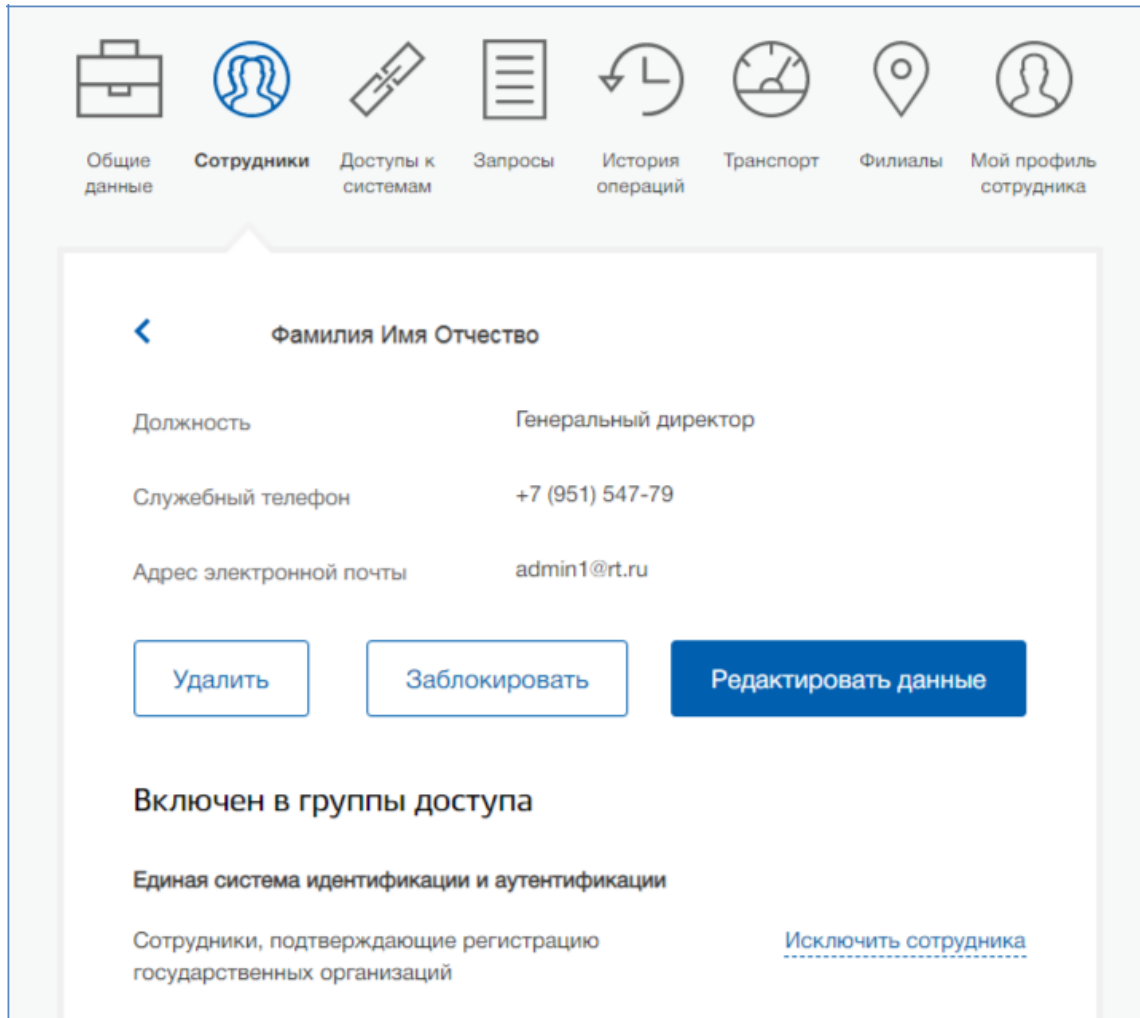 Общие данные
Сотрудники
Доступы к системам
Запросы
История операций
Транспорт
Филиалы
Мой профиль сотрудника
Фамилия Имя Отчество
Должность Генеральный директор
Служебный телефон +7 (951) 547-79
Адрес электронной почты admin1@rt.ru
Удалить Заблокировать Редактировать данные
Включен в группы доступа
Единая система идентификации и аутентификации
Сотрудники, подтверждающие регистрацию Исключить сотрудника
государственных организаций